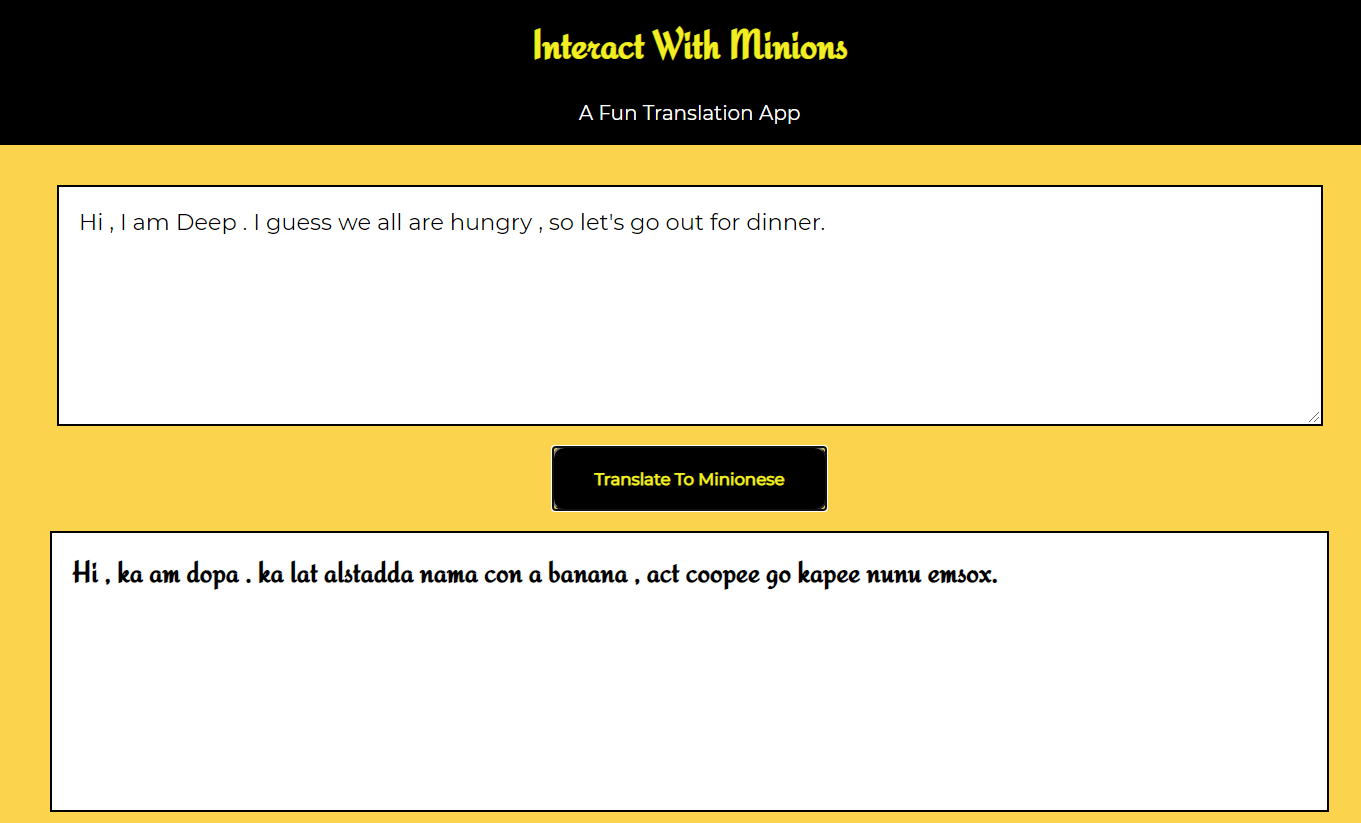 Interact With Minions
A Fun Translation App
Hi , I am Deep . I guess we all are hungry , so let's go out for dinner.
Translate To Minionese
Hi , ka am dopa . ka lat alstadda nama con a banana , act coopee go kapee nunu emsox.